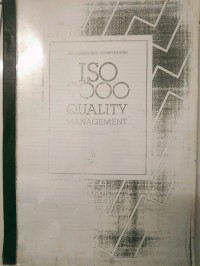 ISO
9000
QUALITY
MANAGEMENT